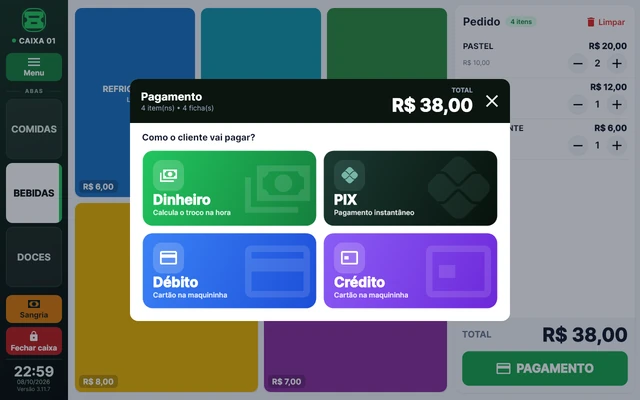 CAIXA 01
Menu
ABAS
COMIDAS
BEBIDAS
DOCES
Sangria
Fechar caixa
22:59
08/10/2026
Versão 3.11.7
R$ 6,00
R$ 8,00
R$ 7,00
Pagamento
4 item(ns) • 4 ficha(s)
TOTAL
R$ 38,00
Como o cliente vai pagar?
Dinheiro
Calcula o troco na hora
PIX
Pagamento instantâneo
Débito
Cartão na maquininha
Crédito
Cartão na maquininha
Pedido
4 itens
Limpar
PASTEL
R$ 20,00
R$ 10,00
2
R$ 12,00
1
R$ 6,00
1
TOTAL
R$ 38,00
PAGAMENTO